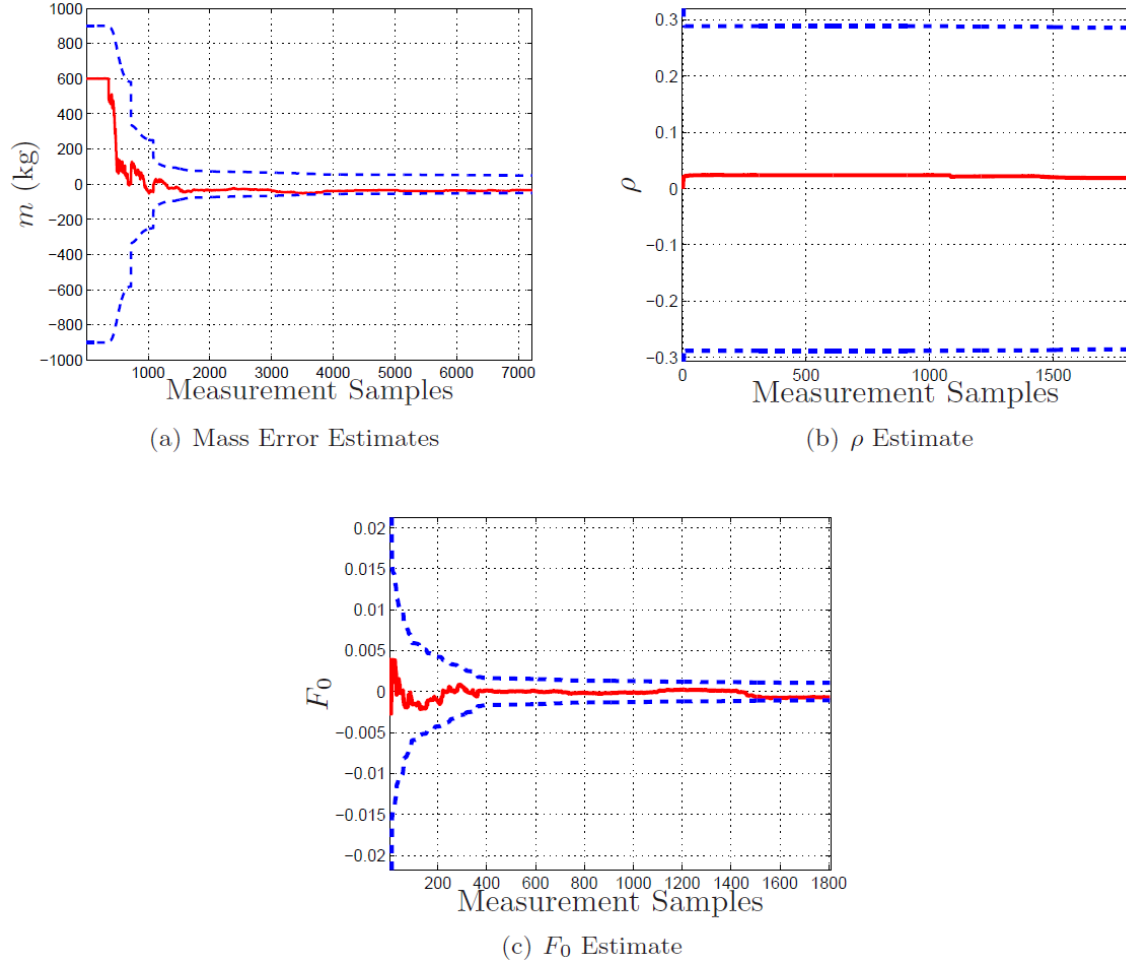 1000
800
600
400
200
0
−200
−400
−600
−800
−1000
m (kg)
1000 2000 3000 4000 5000 6000 7000
Measurement Samples
(a) Mass Error Estimates
0.3
0.2
0.1
0
−0.1
−0.2
−0.3
ρ
0 500 1000 1500
Measurement Samples
(b) ρ Estimate
0.02
0.015
0.01
0.005
0
−0.005
−0.01
−0.015
−0.02
F₀
200 400 600 800 1000 1200 1400 1600 1800
Measurement Samples
(c) F₀ Estimate